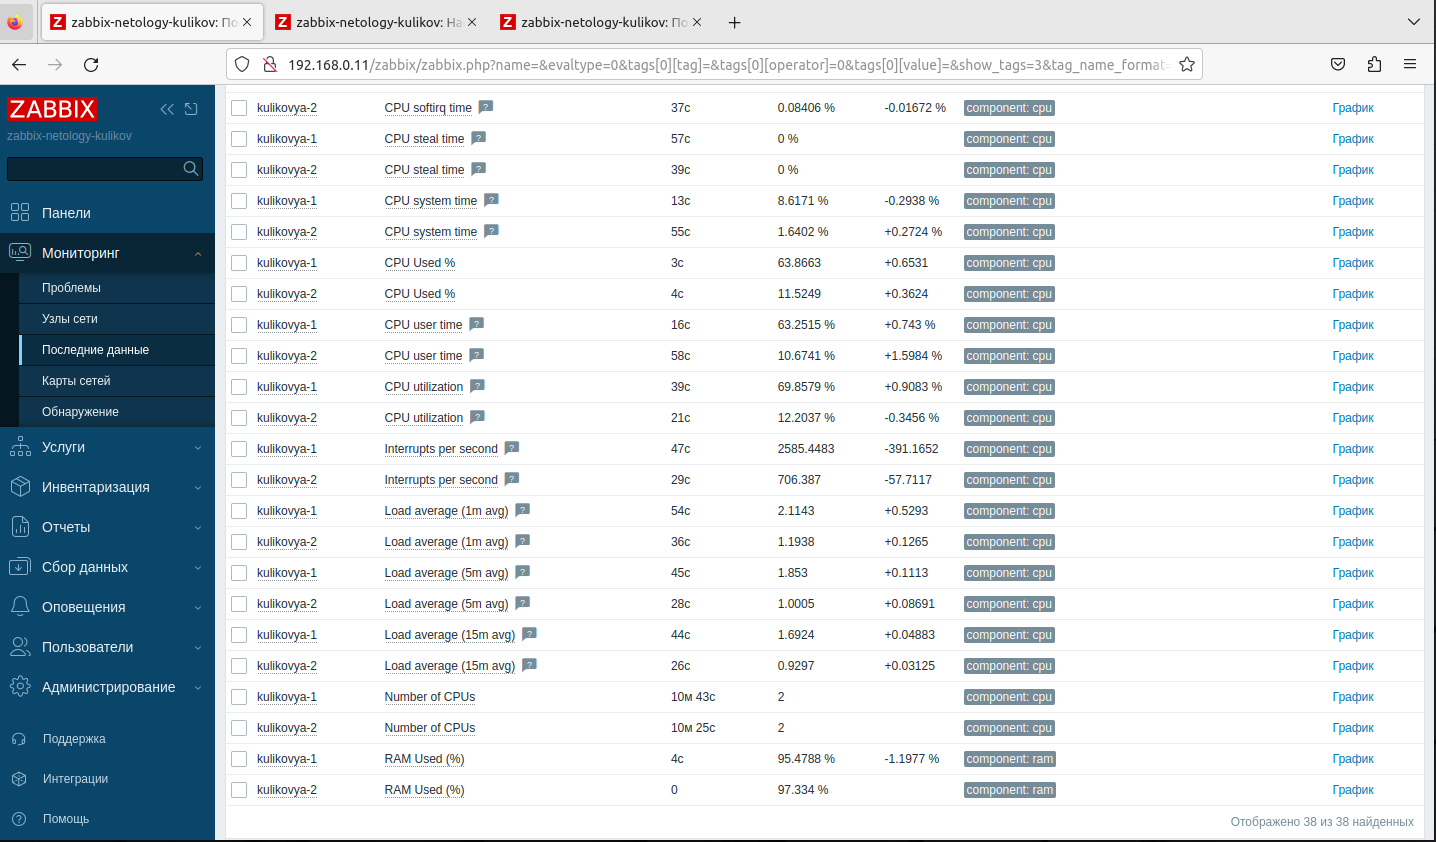 zabbix-netology-kulikov: По
zabbix-netology-kulikov: На
zabbix-netology-kulikov: По
192.168.0.11/zabbix/zabbix.php?name=&evaltype=0&tags[0][tag]=&tags[0][operator]=0&tags[0][value]=&show_tags=3&tag_name_format=
ZABBIX
zabbix-netology-kulikov
Панели
Мониторинг
Проблемы
Узлы сети
Последние данные
Карты сетей
Обнаружение
Услуги
Инвентаризация
Отчеты
Сбор данных
Оповещения
Пользователи
Администрирование
Поддержка
Интеграции
Помощь
kulikovya-2 CPU softirq time ? 37с 0.08406 % -0.01672 % component: cpu График
kulikovya-1 CPU steal time ? 57с 0 % component: cpu График
kulikovya-2 CPU steal time ? 39с 0 % component: cpu График
kulikovya-1 CPU system time ? 13с 8.6171 % -0.2938 % component: cpu График
kulikovya-2 CPU system time ? 55с 1.6402 % +0.2724 % component: cpu График
kulikovya-1 CPU Used % 3с 63.8663 +0.6531 component: cpu График
kulikovya-2 CPU Used % 4с 11.5249 +0.3624 component: cpu График
kulikovya-1 CPU user time ? 16с 63.2515 % +0.743 % component: cpu График
kulikovya-2 CPU user time ? 58с 10.6741 % +1.5984 % component: cpu График
kulikovya-1 CPU utilization ? 39с 69.8579 % +0.9083 % component: cpu График
kulikovya-2 CPU utilization ? 21с 12.2037 % -0.3456 % component: cpu График
kulikovya-1 Interrupts per second ? 47с 2585.4483 -391.1652 component: cpu График
kulikovya-2 Interrupts per second ? 29с 706.387 -57.7117 component: cpu График
kulikovya-1 Load average (1m avg) ? 54с 2.1143 +0.5293 component: cpu График
kulikovya-2 Load average (1m avg) ? 36с 1.1938 +0.1265 component: cpu График
kulikovya-1 Load average (5m avg) ? 45с 1.853 +0.1113 component: cpu График
kulikovya-2 Load average (5m avg) ? 28с 1.0005 +0.08691 component: cpu График
kulikovya-1 Load average (15m avg) ? 44с 1.6924 +0.04883 component: cpu График
kulikovya-2 Load average (15m avg) ? 26с 0.9297 +0.03125 component: cpu График
kulikovya-1 Number of CPUs 10м 43с 2 component: cpu График
kulikovya-2 Number of CPUs 10м 25с 2 component: cpu График
kulikovya-1 RAM Used (%) 4с 95.4788 % -1.1977 % component: ram График
kulikovya-2 RAM Used (%) 0 97.334 % component: ram График
Отображено 38 из 38 найденных